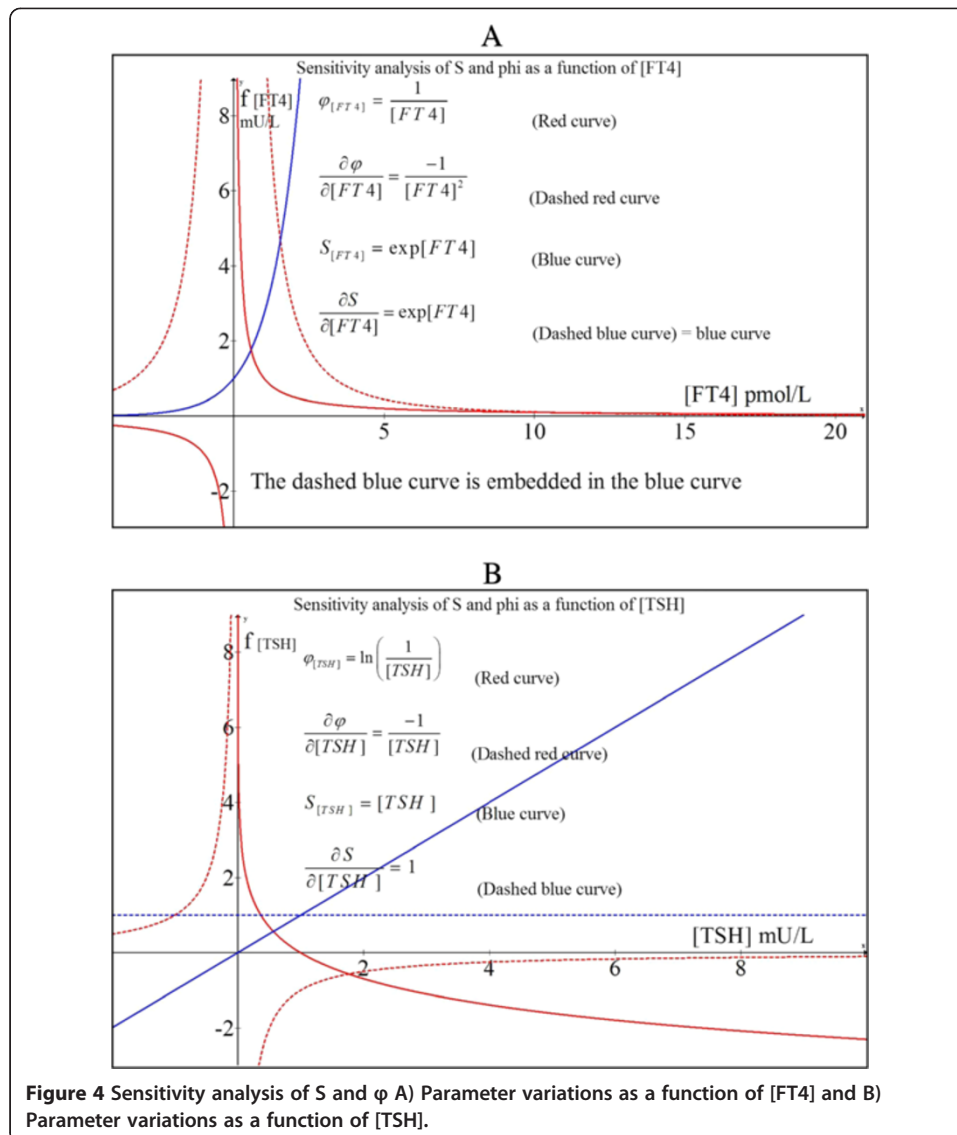 A
Sensitivity analysis of S and phi as a function of [FT4]
f [FT4]
mU/L
φ[FT4] = 1/[FT4]
(Red curve)
∂φ/∂[FT4] = -1/[FT4]²
(Dashed red curve
S[FT4] = exp[FT4]
(Blue curve)
∂S/∂[FT4] = exp[FT4]
(Dashed blue curve) = blue curve
[FT4] pmol/L
8
6
4
2
-2
5 10 15 20
y
x
The dashed blue curve is embedded in the blue curve
B
Sensitivity analysis of S and phi as a function of [TSH]
f [TSH]
φ[TSH] = ln(1/[TSH])
(Red curve)
∂φ/∂[TSH] = -1/[TSH]
(Dashed red curve)
S[TSH] = [TSH]
(Blue curve)
∂S/∂[TSH] = 1
(Dashed blue curve)
[TSH] mU/L
8
6
4
2
-2
2 4 6 8
y
x
Figure 4 Sensitivity analysis of S and φ A) Parameter variations as a function of [FT4] and B)
Parameter variations as a function of [TSH].